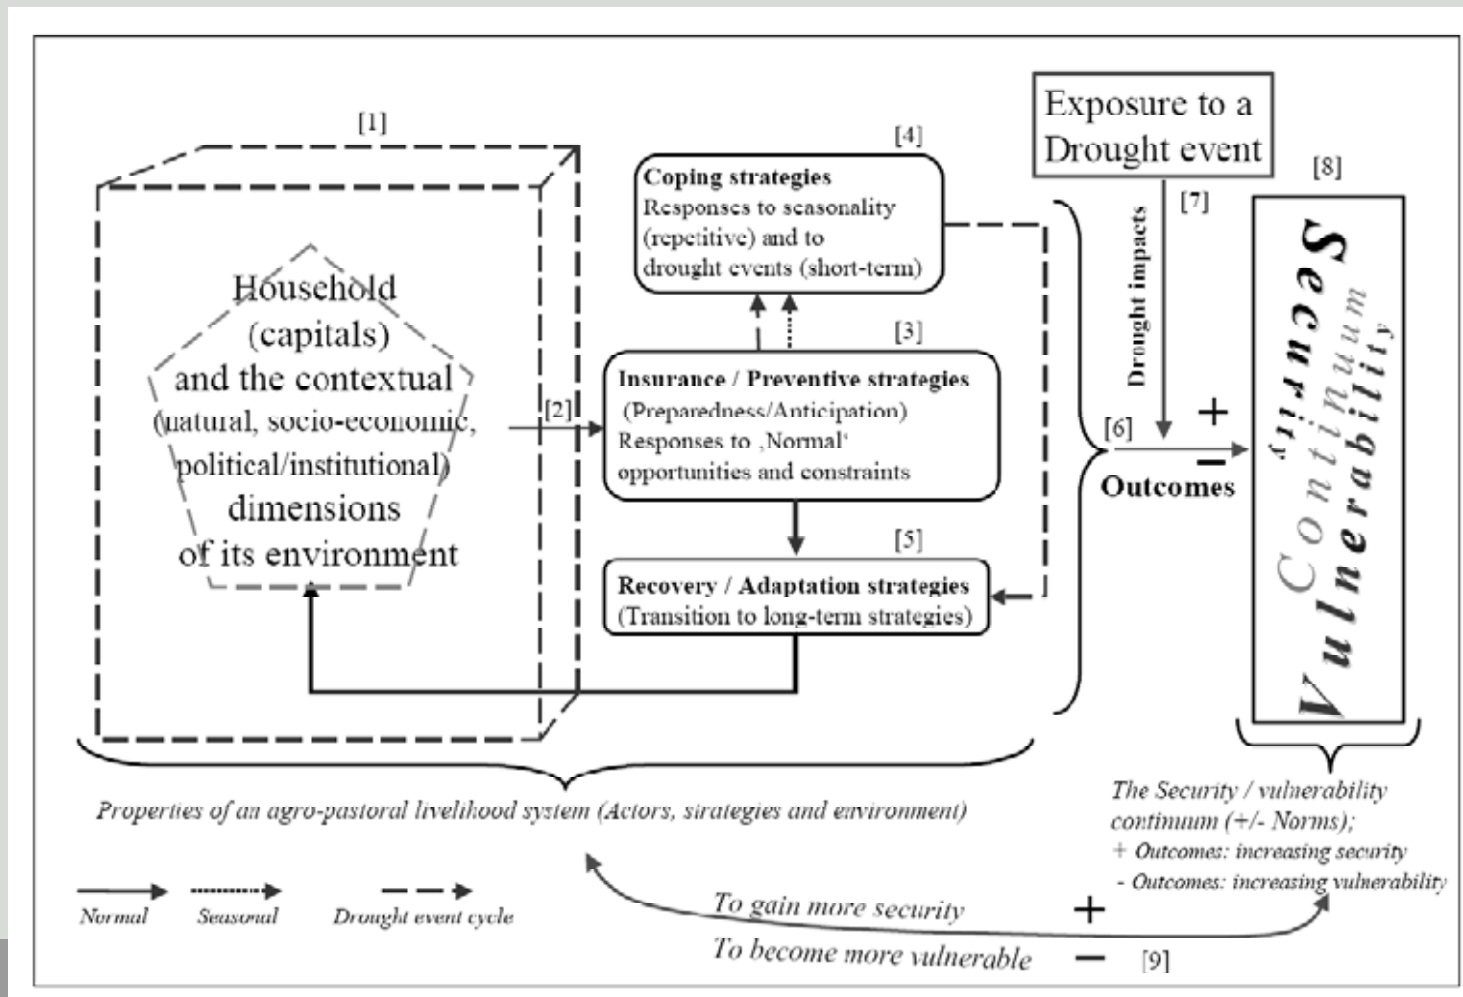 [1]
Household
(capitals)
and the contextual
(natural, socio-economic,
political/institutional)
dimensions
of its environment
[2]
[4]
Coping strategies
Responses to seasonality
(repetitive) and to
drought events (short-term)
[3]
Insurance / Preventive strategies
(Preparedness/Anticipation)
Responses to ‚Normal‘
opportunities and constraints
[5]
Recovery / Adaptation strategies
(Transition to long-term strategies)
Exposure to a
Drought event
[7]
Drought impacts
[6]
+
−
Outcomes
[8]
Security
Continuum
Vulnerability
Properties of an agro-pastoral livelihood system (Actors, strategies and environment)
The Security / vulnerability
continuum (+/- Norms);
+ Outcomes: increasing security
- Outcomes: increasing vulnerability
Normal
Seasonal
Drought event cycle
To gain more security +
To become more vulnerable − [9]